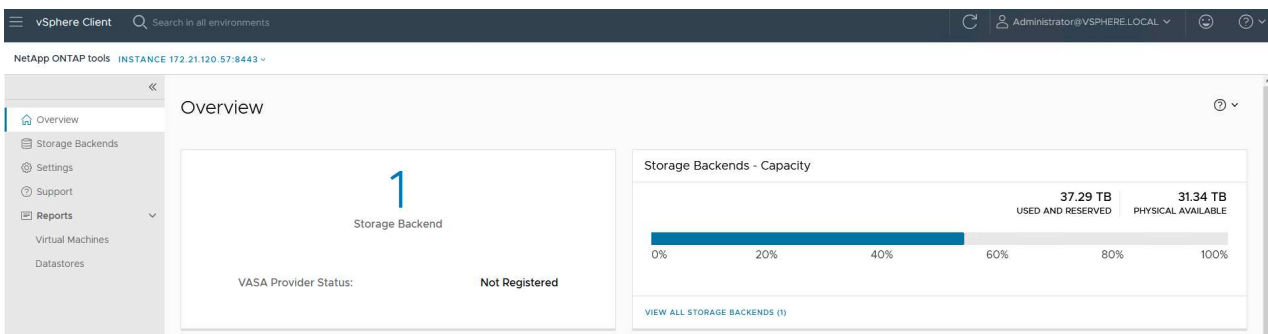 vSphere Client Search in all environments Administrator@VSPHERE.LOCAL
NetApp ONTAP tools INSTANCE 172.21.120.57:8443
Overview
Storage Backends
Settings
Support
Reports
Virtual Machines
Datastores
Overview
1
Storage Backend
VASA Provider Status: Not Registered
Storage Backends - Capacity
37.29 TB 31.34 TB
USED AND RESERVED PHYSICAL AVAILABLE
0% 20% 40% 60% 80% 100%
VIEW ALL STORAGE BACKENDS (1)